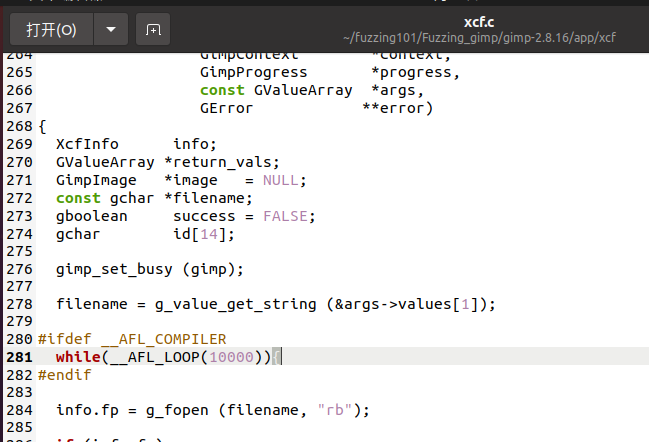 打开(O)
xcf.c
~/fuzzing101/Fuzzing_gimp/gimp-2.8.16/app/xcf
264 GimpContext *context,
265 GimpProgress *progress,
266 const GValueArray *args,
267 GError **error)
268 {
269 XcfInfo info;
270 GValueArray *return_vals;
271 GimpImage *image = NULL;
272 const gchar *filename;
273 gboolean success = FALSE;
274 gchar id[14];
275
276 gimp_set_busy (gimp);
277
278 filename = g_value_get_string (&args->values[1]);
279
280 #ifdef __AFL_COMPILER
281 while(__AFL_LOOP(10000)){
282 #endif
283
284 info.fp = g_fopen (filename, "rb");
285